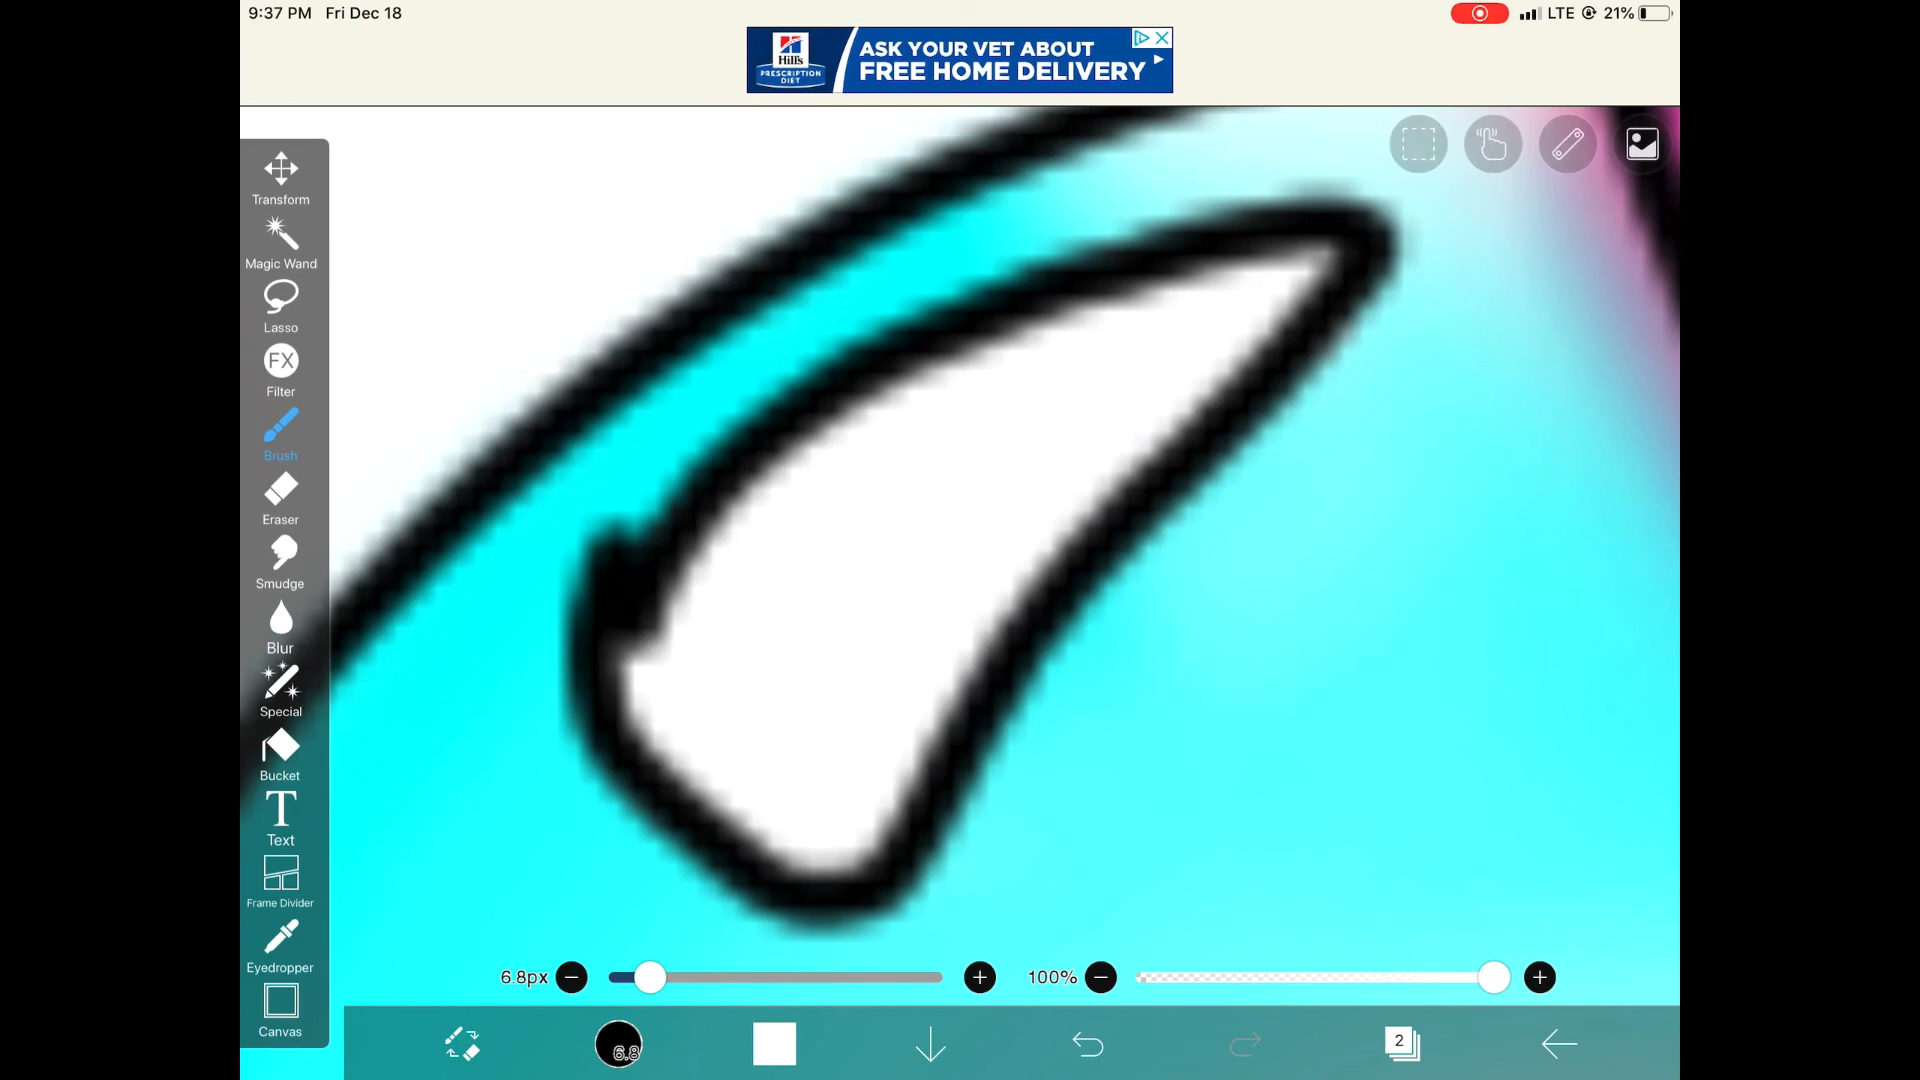 9:37 PM Fri Dec 18
LTE 21%
Hill's
PRESCRIPTION
DIET
ASK YOUR VET ABOUT
FREE HOME DELIVERY
Transform
Magic Wand
Lasso
FX
Filter
Brush
Eraser
Smudge
Blur
Special
Bucket
T
Text
Frame Divider
Eyedropper
Canvas
6.8px
100%
6.8
2